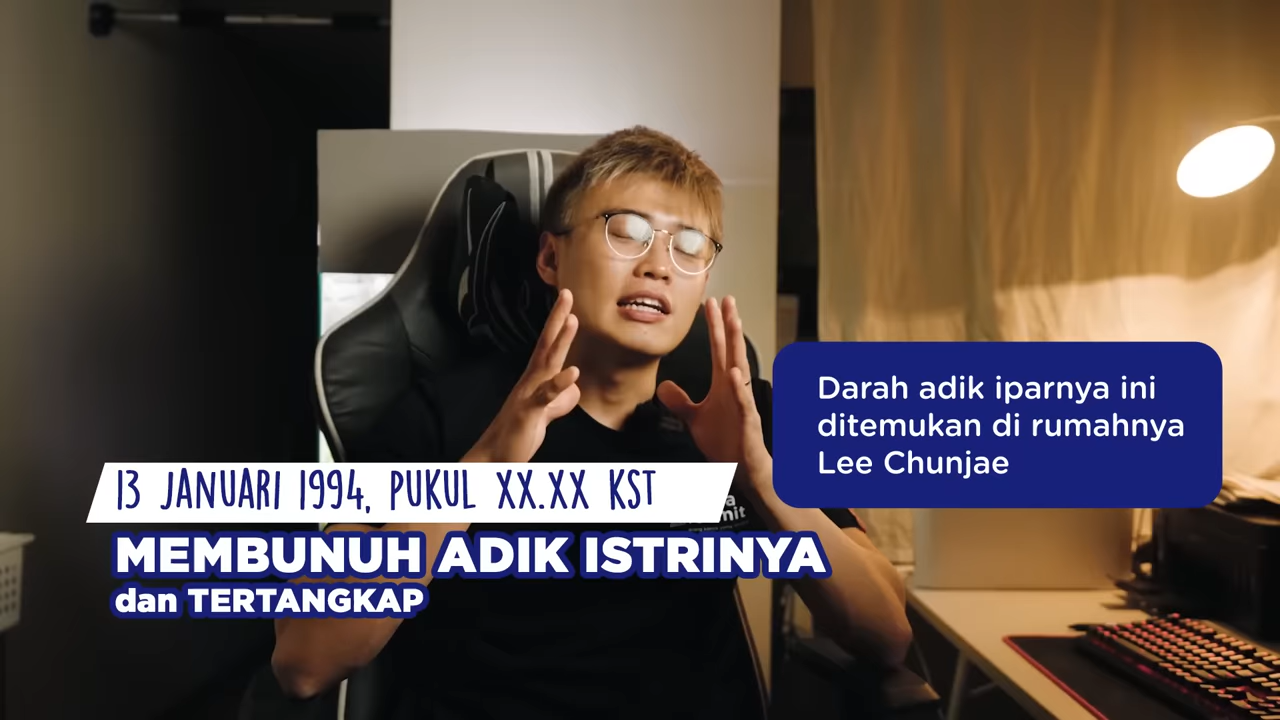 13 JANUARI 1994, PUKUL XX.XX KST
MEMBUNUH ADIK ISTRINYA
dan TERTANGKAP
Darah adik iparnya ini
ditemukan di rumahnya
Lee Chunjae